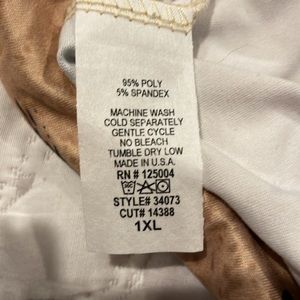 95% POLY
5% SPANDEX
MACHINE WASH
COLD SEPARATELY
GENTLE CYCLE
NO BLEACH
TUMBLE DRY LOW
MADE IN U.S.A.
RN # 125004
STYLE# 34073
CUT# 14388
1XL